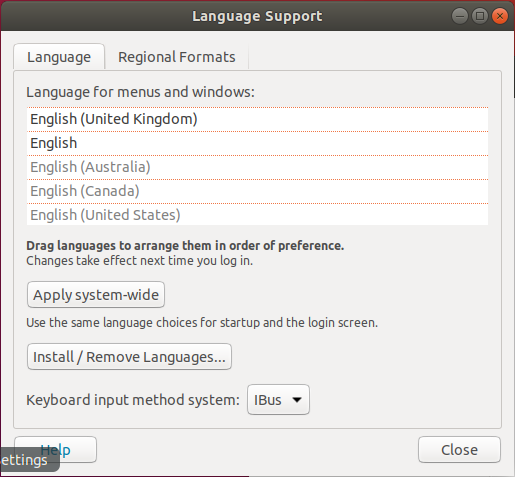 Language Support
Language
Regional Formats
Language for menus and windows:
English (United Kingdom)
English
English (Australia)
English (Canada)
English (United States)
Drag languages to arrange them in order of preference.
Changes take effect next time you log in.
Apply system-wide
Use the same language choices for startup and the login screen.
Install / Remove Languages...
Keyboard input method system: IBus
Help
Close
ettings